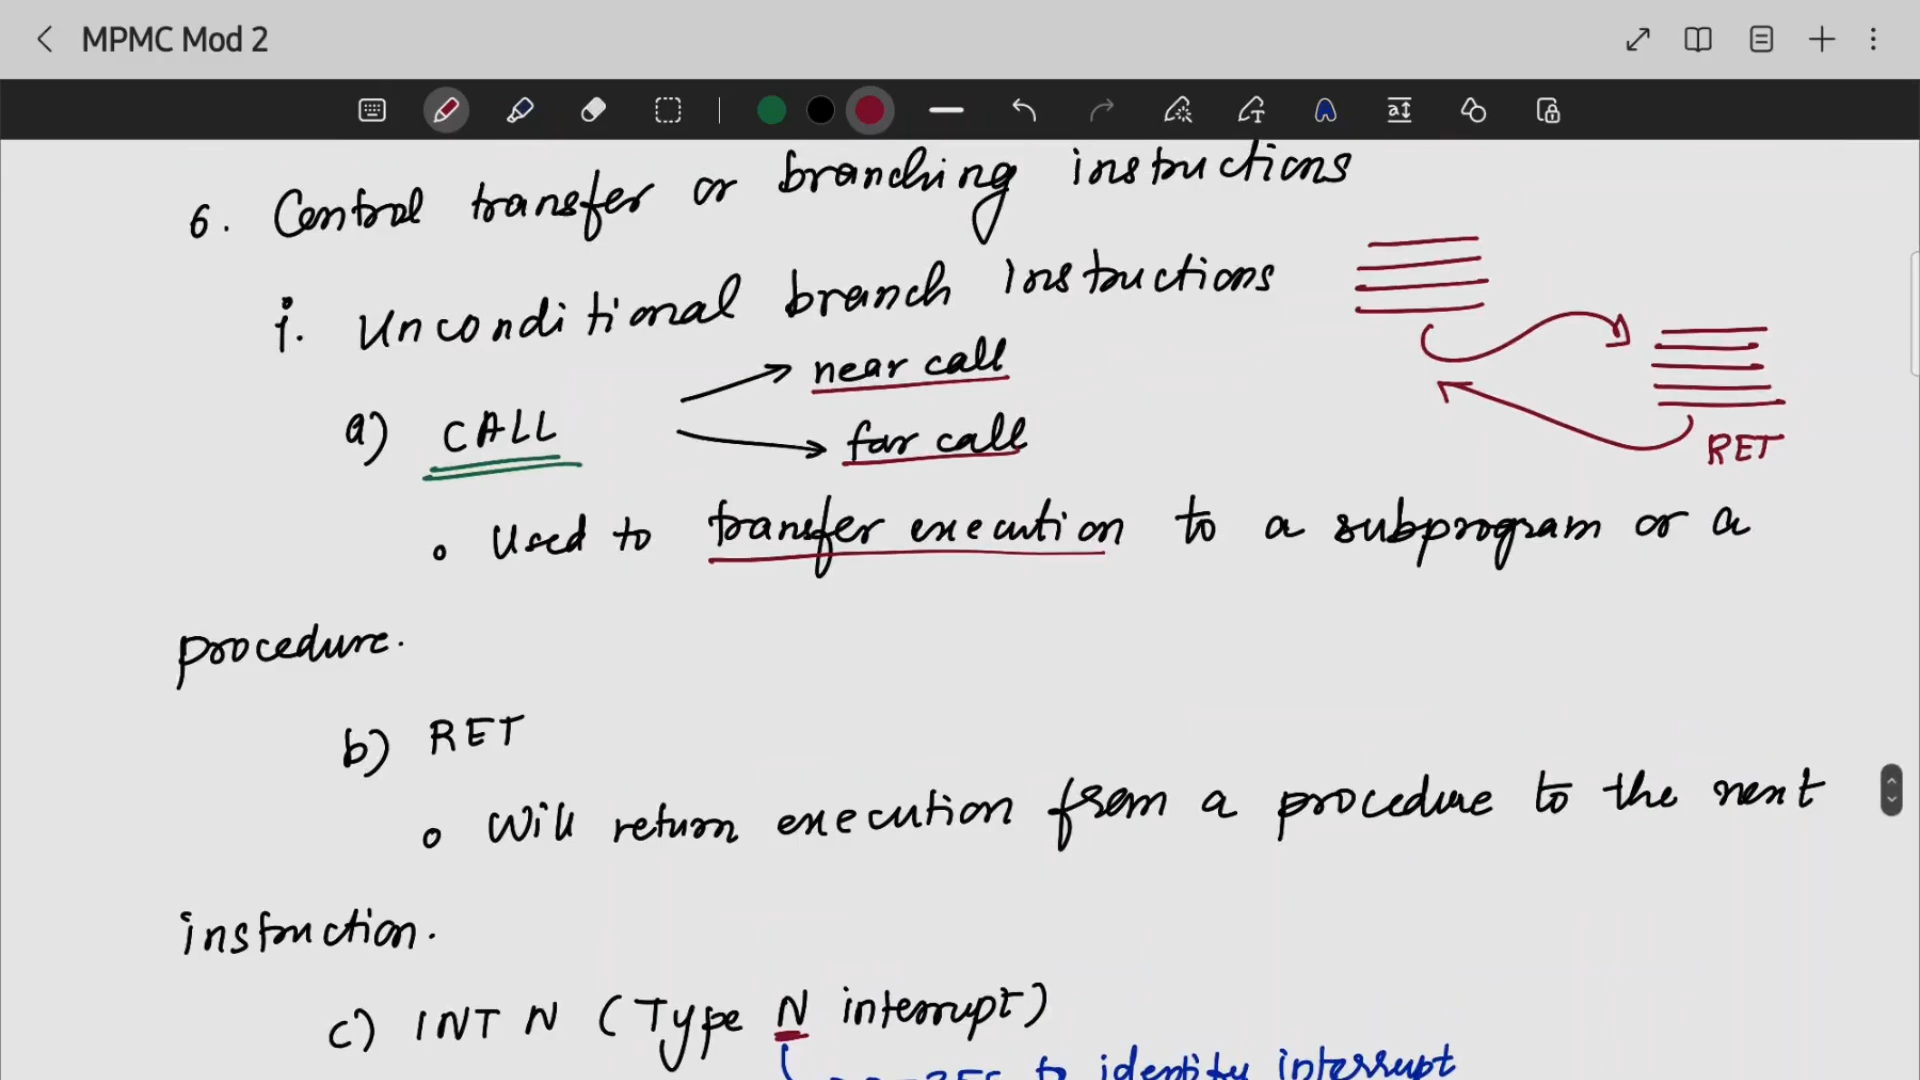 MPMC Mod 2
6. Control transfer or branching instructions
i. Unconditional branch instructions
near call
a) CALL
far call
RET
o Used to transfer execution to a subprogram or a
procedure.
b) RET
o Will return execution from a procedure to the next
instruction.
c) INT N (Type N interrupt)
to identify interrupt